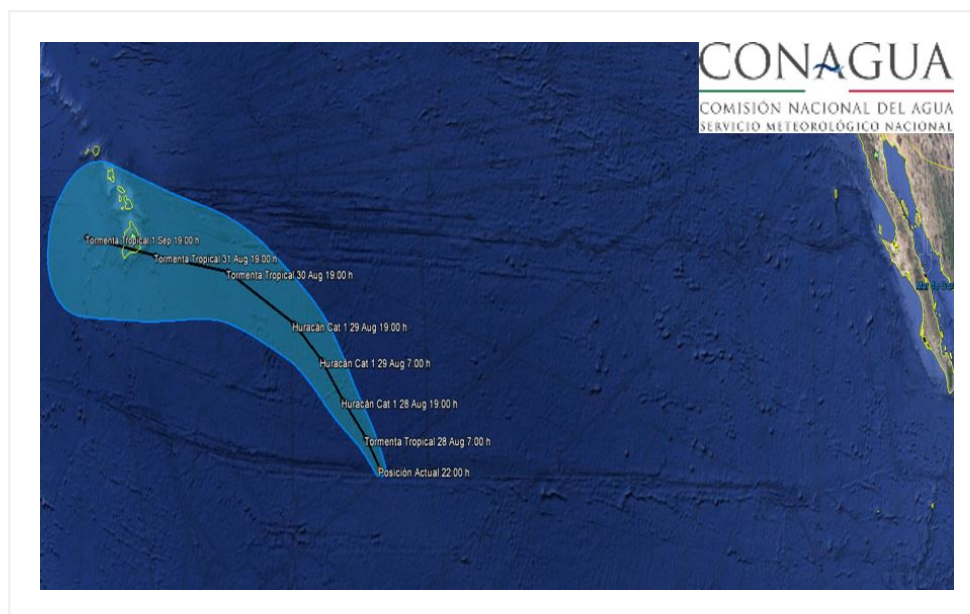 CONAGUA
COMISIÓN NACIONAL DEL AGUA
SERVICIO METEOROLÓGICO NACIONAL
Tormenta Tropical 1 Sep 19:00 h
Tormenta Tropical 31 Aug 19:00 h
Tormenta Tropical 30 Aug 19:00 h
Mar de
Huracán Cat 1 29 Aug 19:00 h
Huracán Cat 1 29 Aug 7:00 h
Huracán Cat 1 28 Aug 19:00 h
Tormenta Tropical 28 Aug 7:00 h
Posición Actual 22:00 h